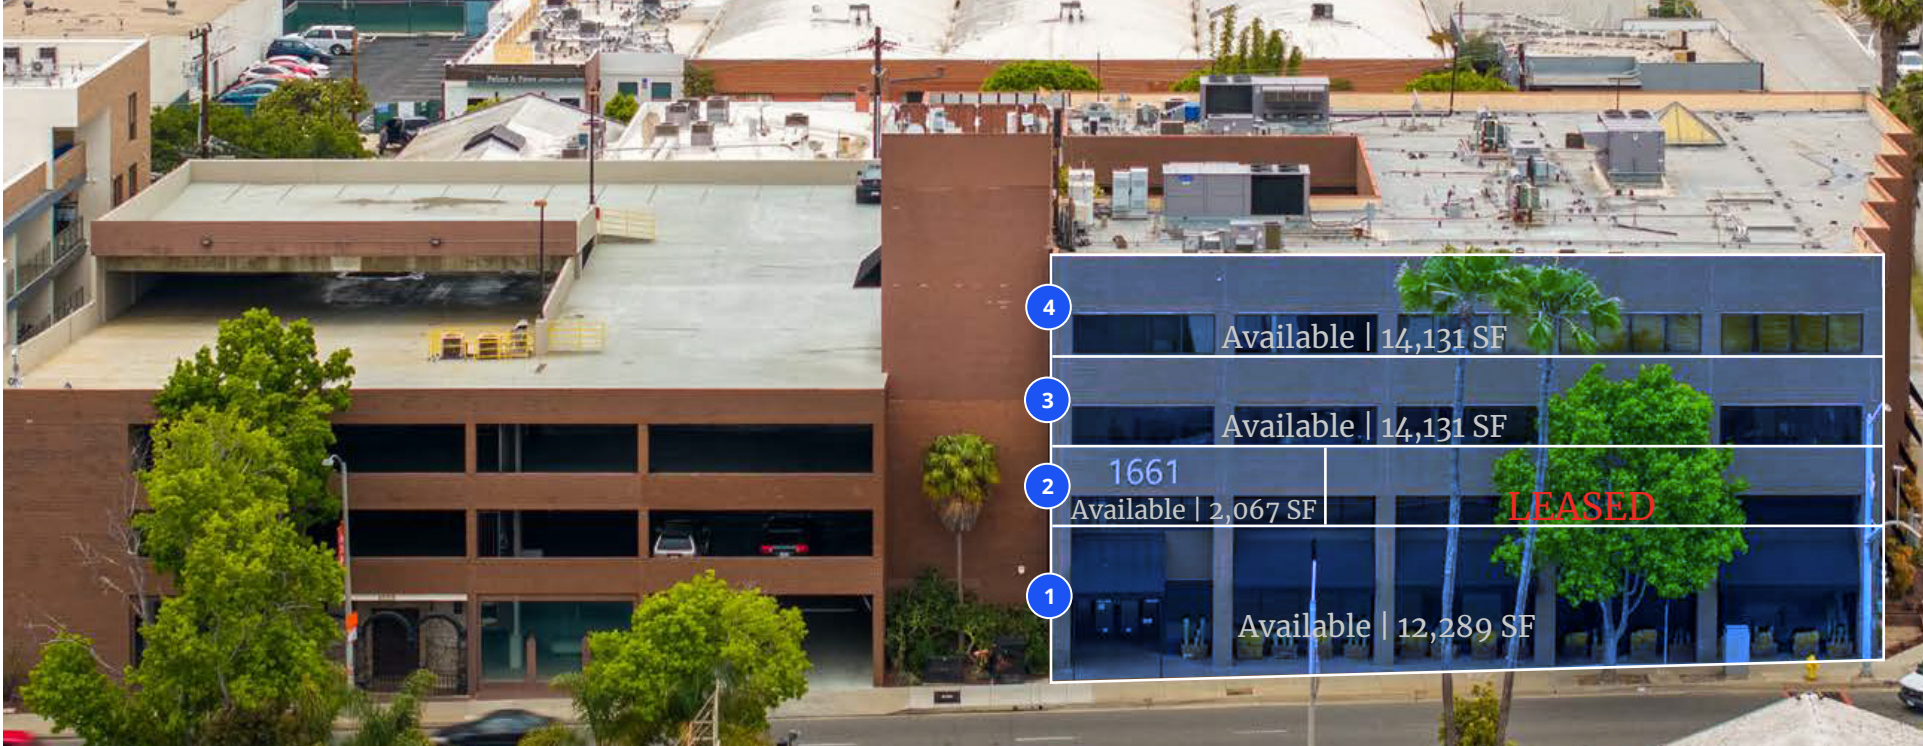 4
Available | 14,131 SF
3
Available | 14,131 SF
1661
2
Available | 2,067 SF
LEASED
1
Available | 12,289 SF